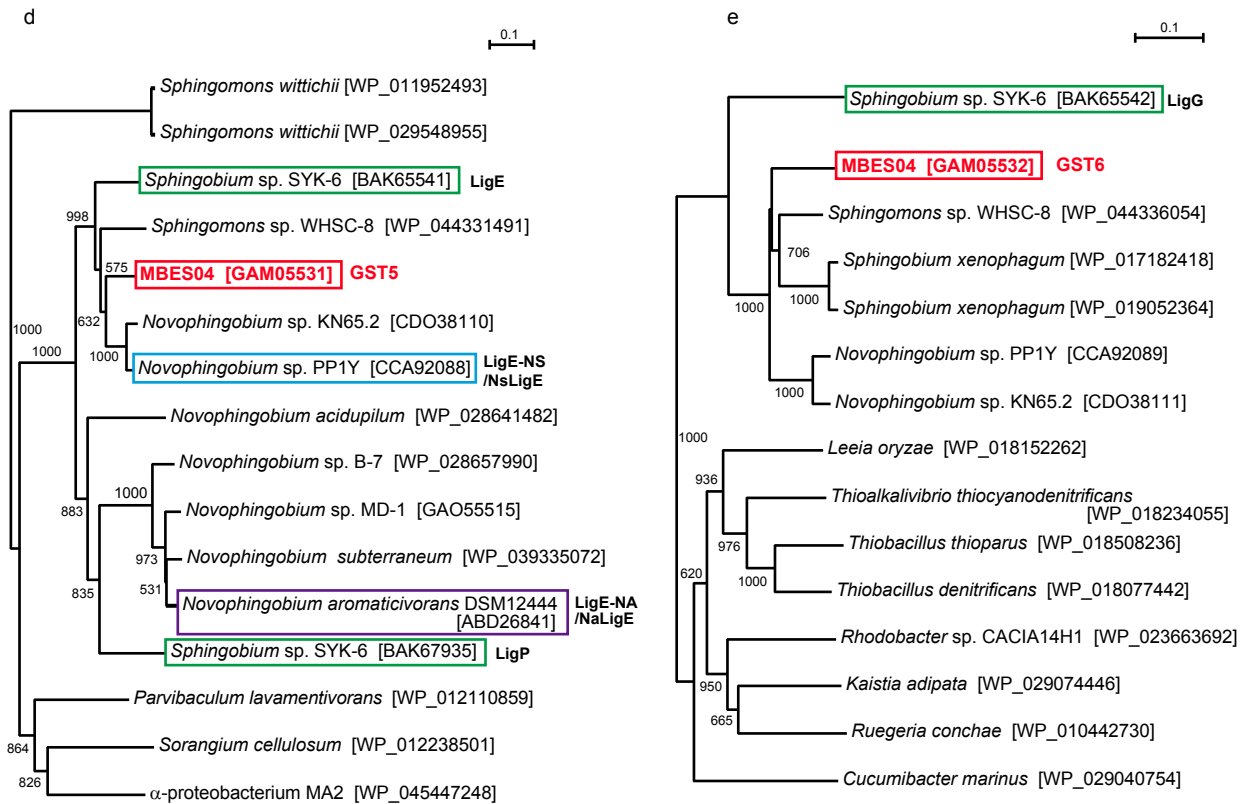 d
0.1
Sphingomons wittichii [WP_011952493]
Sphingomons wittichii [WP_029548955]
Sphingobium sp. SYK-6 [BAK65541] LigE
998
Sphingomons sp. WHSC-8 [WP_044331491]
575
MBES04 [GAM05531] GST5
632
Novophingobium sp. KN65.2 [CDO38110]
1000
1000
1000
Novophingobium sp. PP1Y [CCA92088] LigE-NS
/NsLigE
Novophingobium acidupilum [WP_028641482]
Novophingobium sp. B-7 [WP_028657990]
1000
883
Novophingobium sp. MD-1 [GAO55515]
973
Novophingobium subterraneum [WP_039335072]
531
835
Novophingobium aromaticivorans DSM12444 LigE-NA
[ABD26841] /NaLigE
Sphingobium sp. SYK-6 [BAK67935] LigP
Parvibaculum lavamentivorans [WP_012110859]
864
Sorangium cellulosum [WP_012238501]
826
α-proteobacterium MA2 [WP_045447248]
e
0.1
Sphingobium sp. SYK-6 [BAK65542] LigG
MBES04 [GAM05532] GST6
Sphingomons sp. WHSC-8 [WP_044336054]
706
Sphingobium xenophagum [WP_017182418]
1000
1000
Sphingobium xenophagum [WP_019052364]
Novophingobium sp. PP1Y [CCA92089]
1000
Novophingobium sp. KN65.2 [CDO38111]
1000
Leeia oryzae [WP_018152262]
936
Thioalkalivibrio thiocyanodenitrificans
[WP_018234055]
976
Thiobacillus thioparus [WP_018508236]
1000
620
Thiobacillus denitrificans [WP_018077442]
Rhodobacter sp. CACIA14H1 [WP_023663692]
950
Kaistia adipata [WP_029074446]
665
Ruegeria conchae [WP_010442730]
Cucumibacter marinus [WP_029040754]